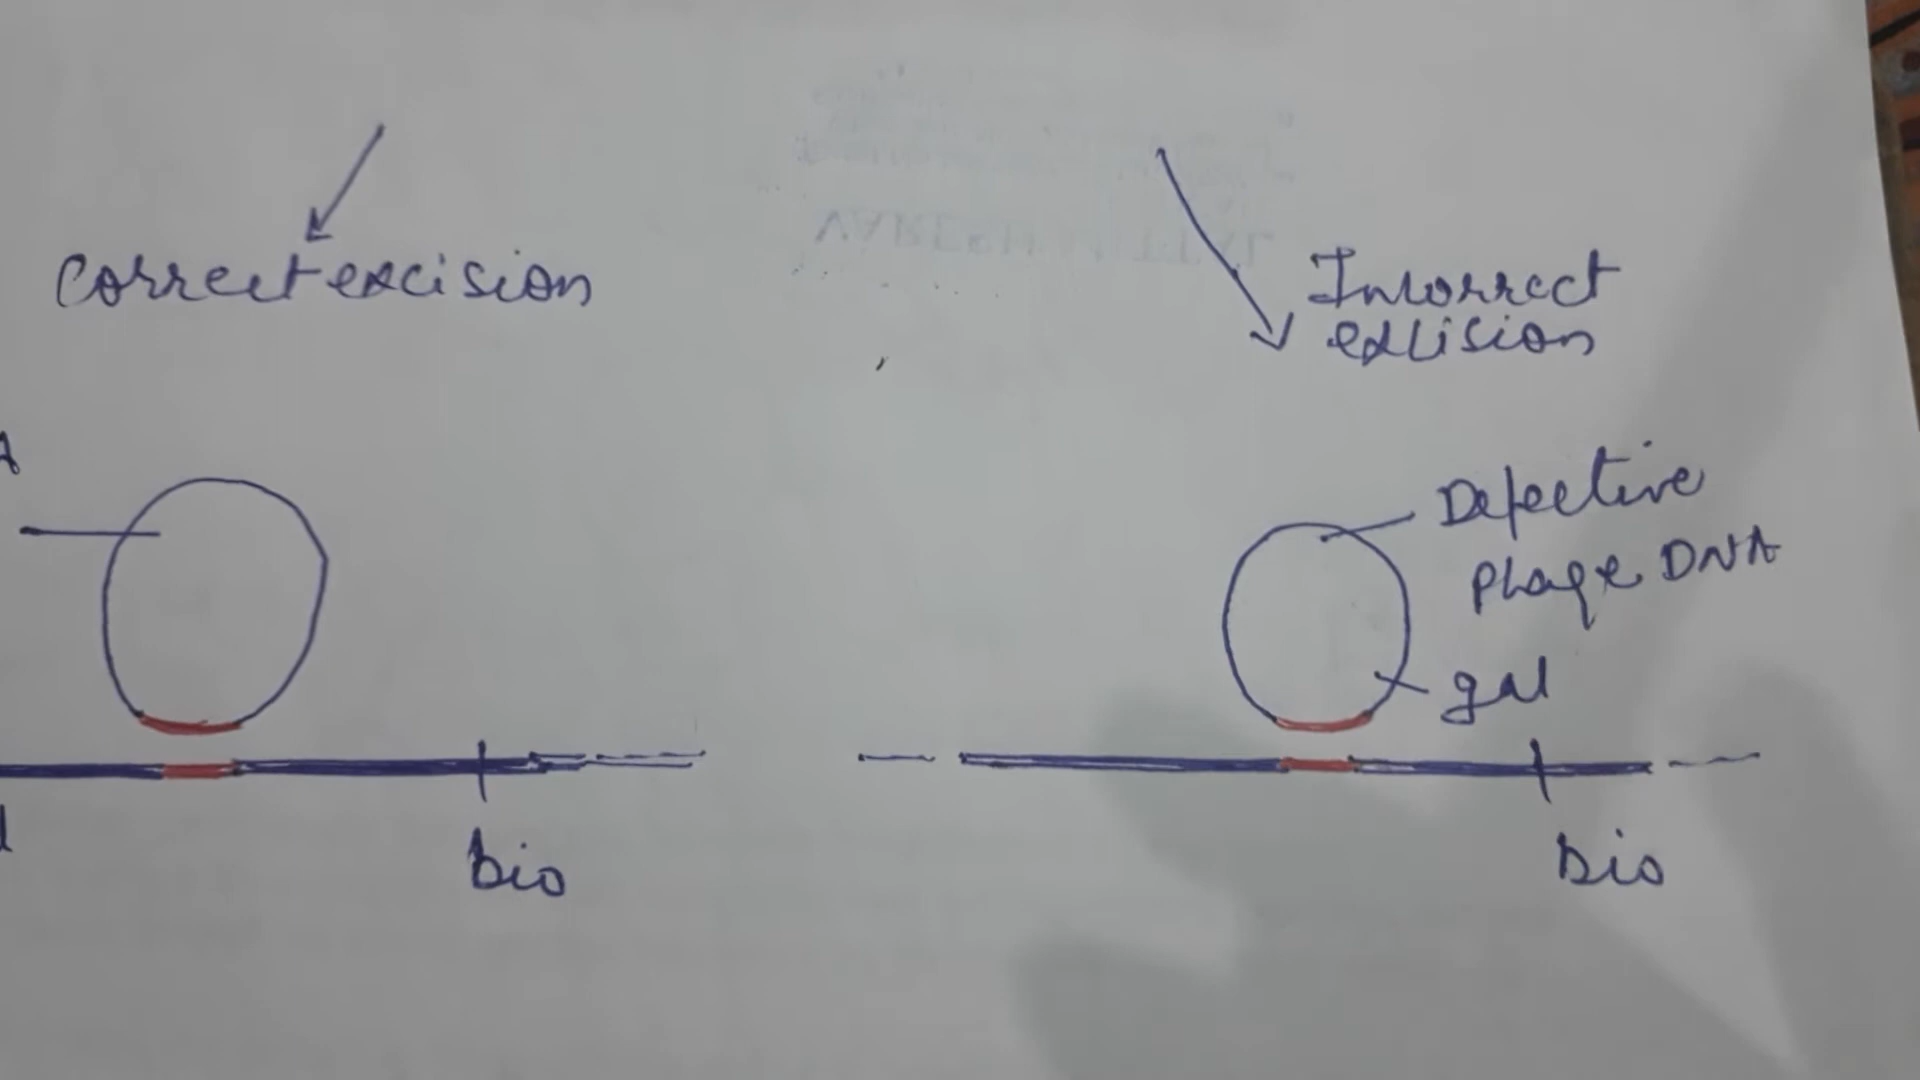 Correct excision
Incorrect
excision
Defective
Phage DNA
gal
bio
bio